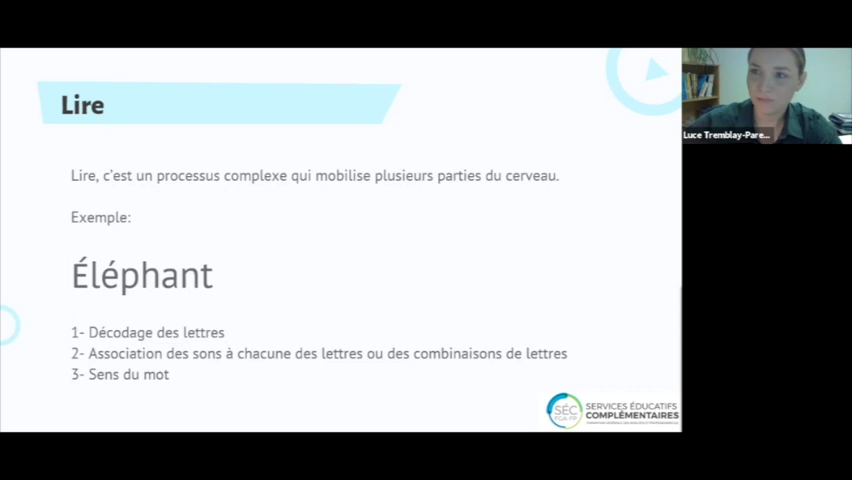 Lire
Lire, c'est un processus complexe qui mobilise plusieurs parties du cerveau.
Exemple:
Éléphant
1- Décodage des lettres
2- Association des sons à chacune des lettres ou des combinaisons de lettres
3- Sens du mot
Luce Tremblay-Pare...
SÉC
FGA-FP
SERVICES ÉDUCATIFS
COMPLÉMENTAIRES